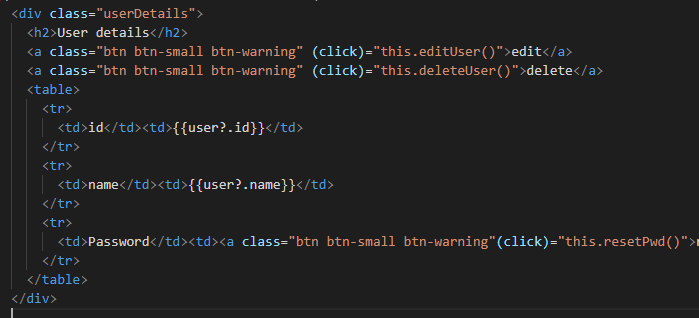 <div class="userDetails">
<h2>User details</h2>
<a class="btn btn-small btn-warning" (click)="this.editUser()">edit</a>
<a class="btn btn-small btn-warning" (click)="this.deleteUser()">delete</a>
<table>
<tr>
<td>id</td><td>{{user?.id}}</td>
</tr>
<tr>
<td>name</td><td>{{user?.name}}</td>
</tr>
<tr>
<td>Password</td><td><a class="btn btn-small btn-warning"(click)="this.resetPwd()">
</tr>
</table>
</div>